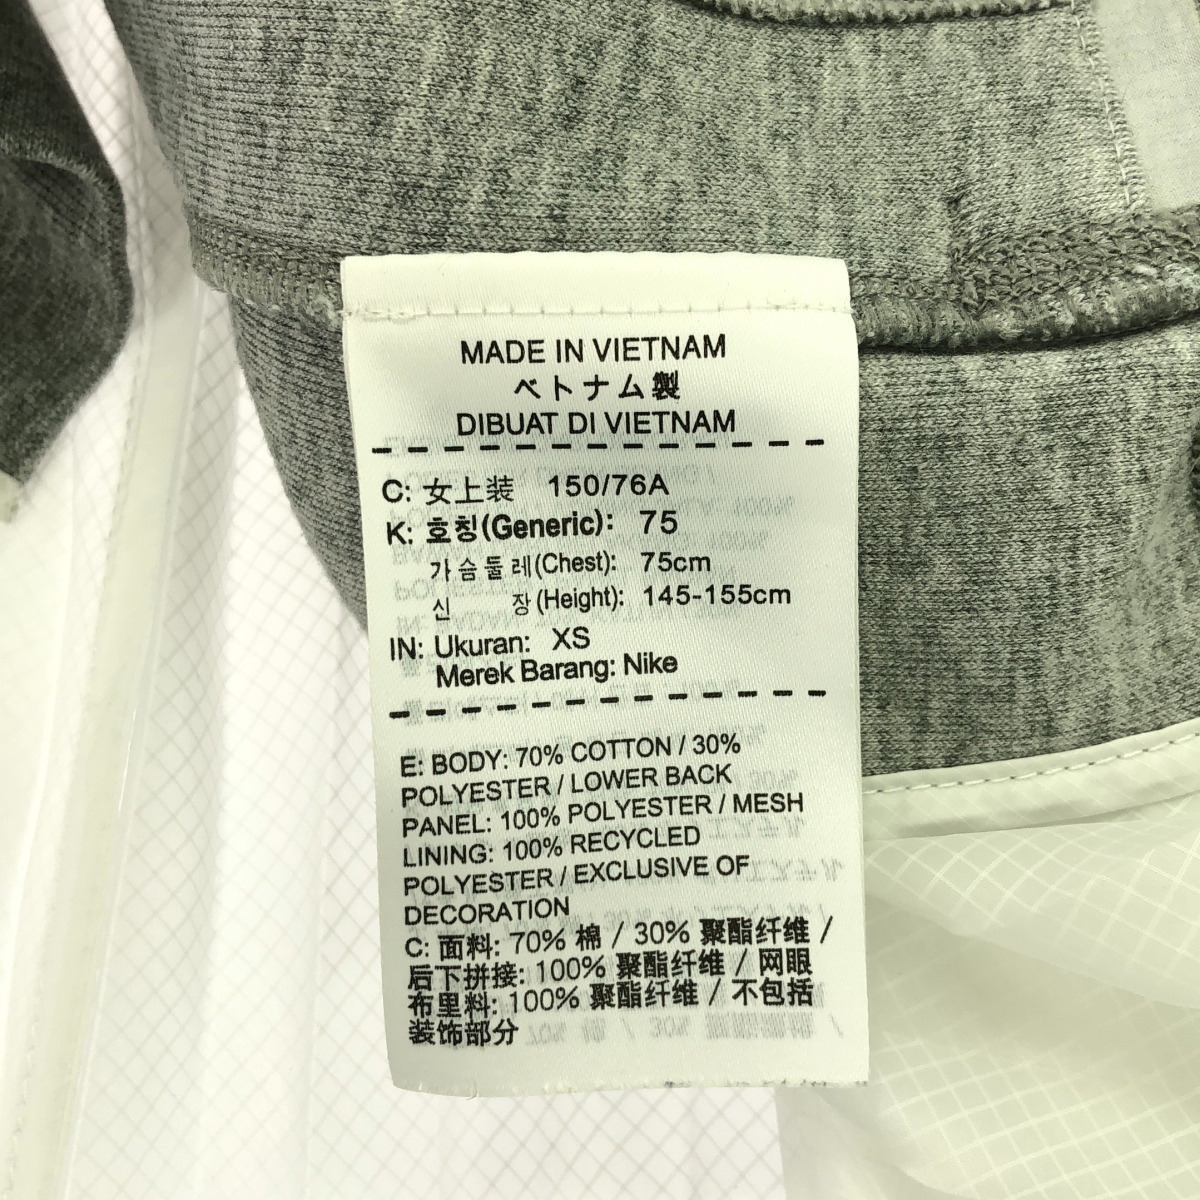 MADE IN VIETNAM
ベトナム製
DIBUAT DI VIETNAM
C: 女上装 150/76A
K: 호칭(Generic): 75
가슴둘레(Chest): 75cm
신 장(Height): 145-155cm
IN: Ukuran: XS
Merek Barang: Nike
E: BODY: 70% COTTON / 30%
POLYESTER / LOWER BACK
PANEL: 100% POLYESTER / MESH
LINING: 100% RECYCLED
POLYESTER / EXCLUSIVE OF
DECORATION
C: 面料: 70% 棉 / 30% 聚酯纤维 /
后下拼接: 100% 聚酯纤维 / 网眼
布里料: 100% 聚酯纤维 / 不包括
装饰部分